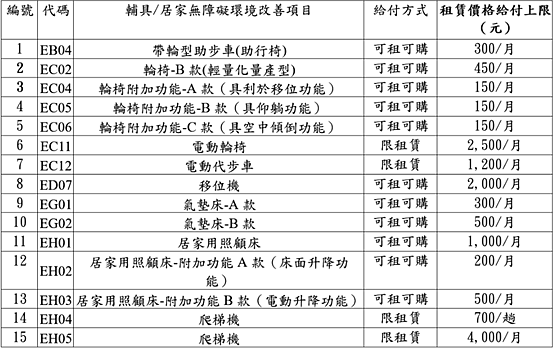 編號 代碼 輔具/居家無障礙環境改善項目 給付方式 租賃價格給付上限
(元)
1 EB04 帶輪型助步車(助行椅) 可租可購 300/月
2 EC02 輪椅-B 款(輕量化量產型) 可租可購 450/月
3 EC04 輪椅附加功能-A 款（具利於移位功能） 可租可購 150/月
4 EC05 輪椅附加功能-B 款（具仰躺功能） 可租可購 150/月
5 EC06 輪椅附加功能-C 款（具空中傾倒功能） 可租可購 150/月
6 EC11 電動輪椅 限租賃 2,500/月
7 EC12 電動代步車 限租賃 1,200/月
8 ED07 移位機 可租可購 2,000/月
9 EG01 氣墊床-A 款 可租可購 300/月
10 EG02 氣墊床-B 款 可租可購 500/月
11 EH01 居家用照顧床 可租可購 1,000/月
12 EH02 居家用照顧床-附加功能 A 款（床面升降功 可租可購 200/月
能）
13 EH03 居家用照顧床-附加功能 B 款（電動升降功能） 可租可購 500/月
14 EH04 爬梯機 限租賃 700/趟
15 EH05 爬梯機 限租賃 4,000/月